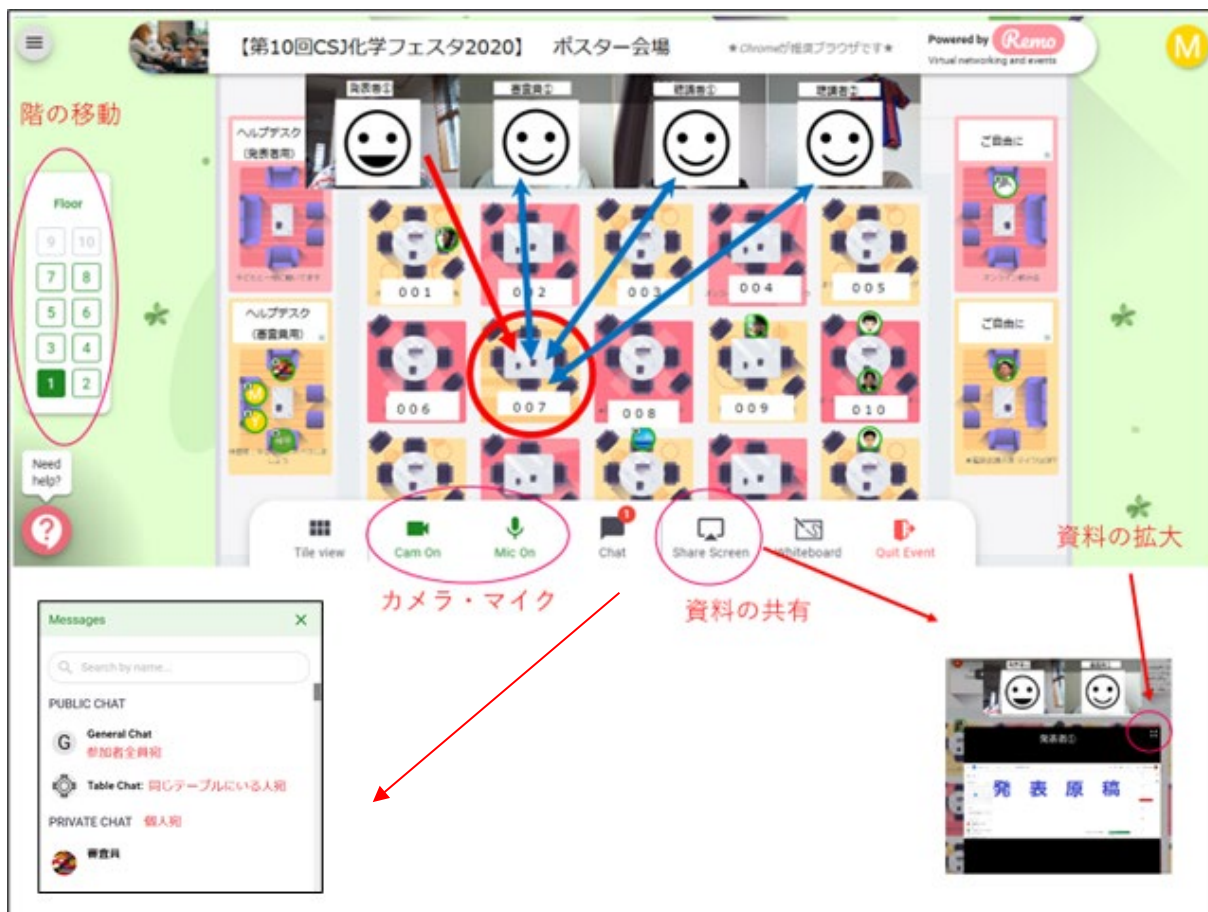 【第10回CSJ化学フェスタ2020】 ポスター会場
★Chromeが推奨ブラウザです★
Powered by Remo
Virtual networking and events
M
階の移動
発表者①
審査員①
聴講者①
聴講者②
ヘルプデスク
(発表者用)
ご自由に
Floor
9 10
7 8
5 6
3 4
1 2
001
002
003
004
005
ヘルプデスク
(審査員用)
ご自由に
006
007
008
009
010
Need
help?
?
Tile view
Cam On
Mic On
1
Chat
Share Screen
Whiteboard
Quit Event
資料の拡大
カメラ・マイク
資料の共有
Messages
Search by name...
PUBLIC CHAT
G
General Chat
参加者全員宛
Table Chat: 同じテーブルにいる人宛
PRIVATE CHAT 個人宛
審査員
発表者①
発表原稿